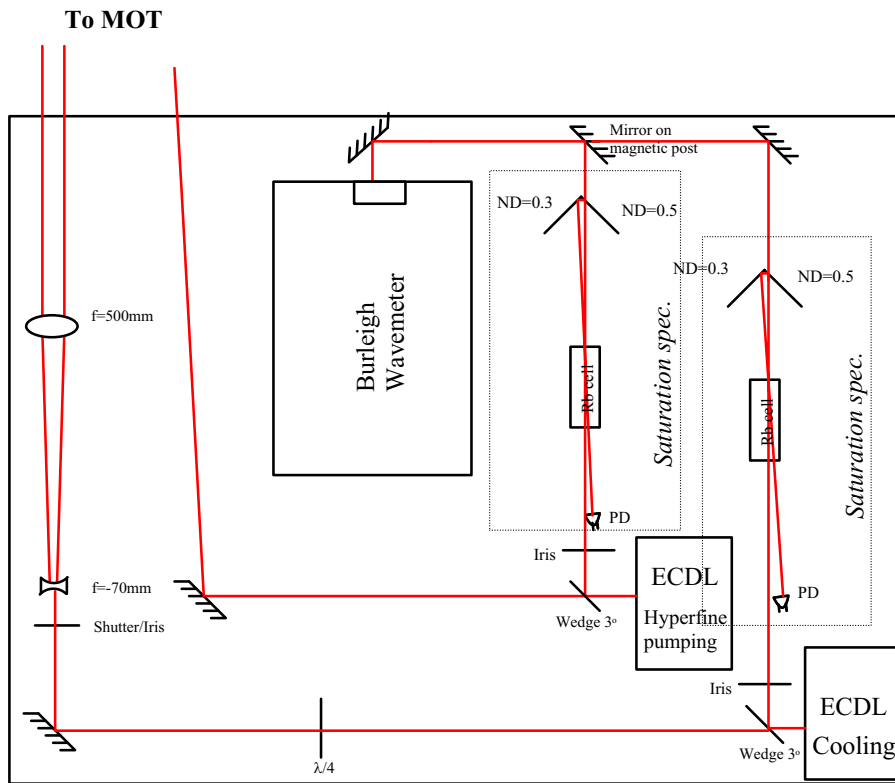 To MOT
Mirror on
magnetic post
ND=0.3
ND=0.5
ND=0.3
ND=0.5
f=500mm
Burleigh
Wavemeter
Rb cell
Saturation spec.
Rb cell
Saturation spec.
PD
Iris
ECDL
Hyperfine
pumping
f=-70mm
PD
Shutter/Iris
Wedge 3º
Iris
ECDL
Cooling
Wedge 3º
λ/4